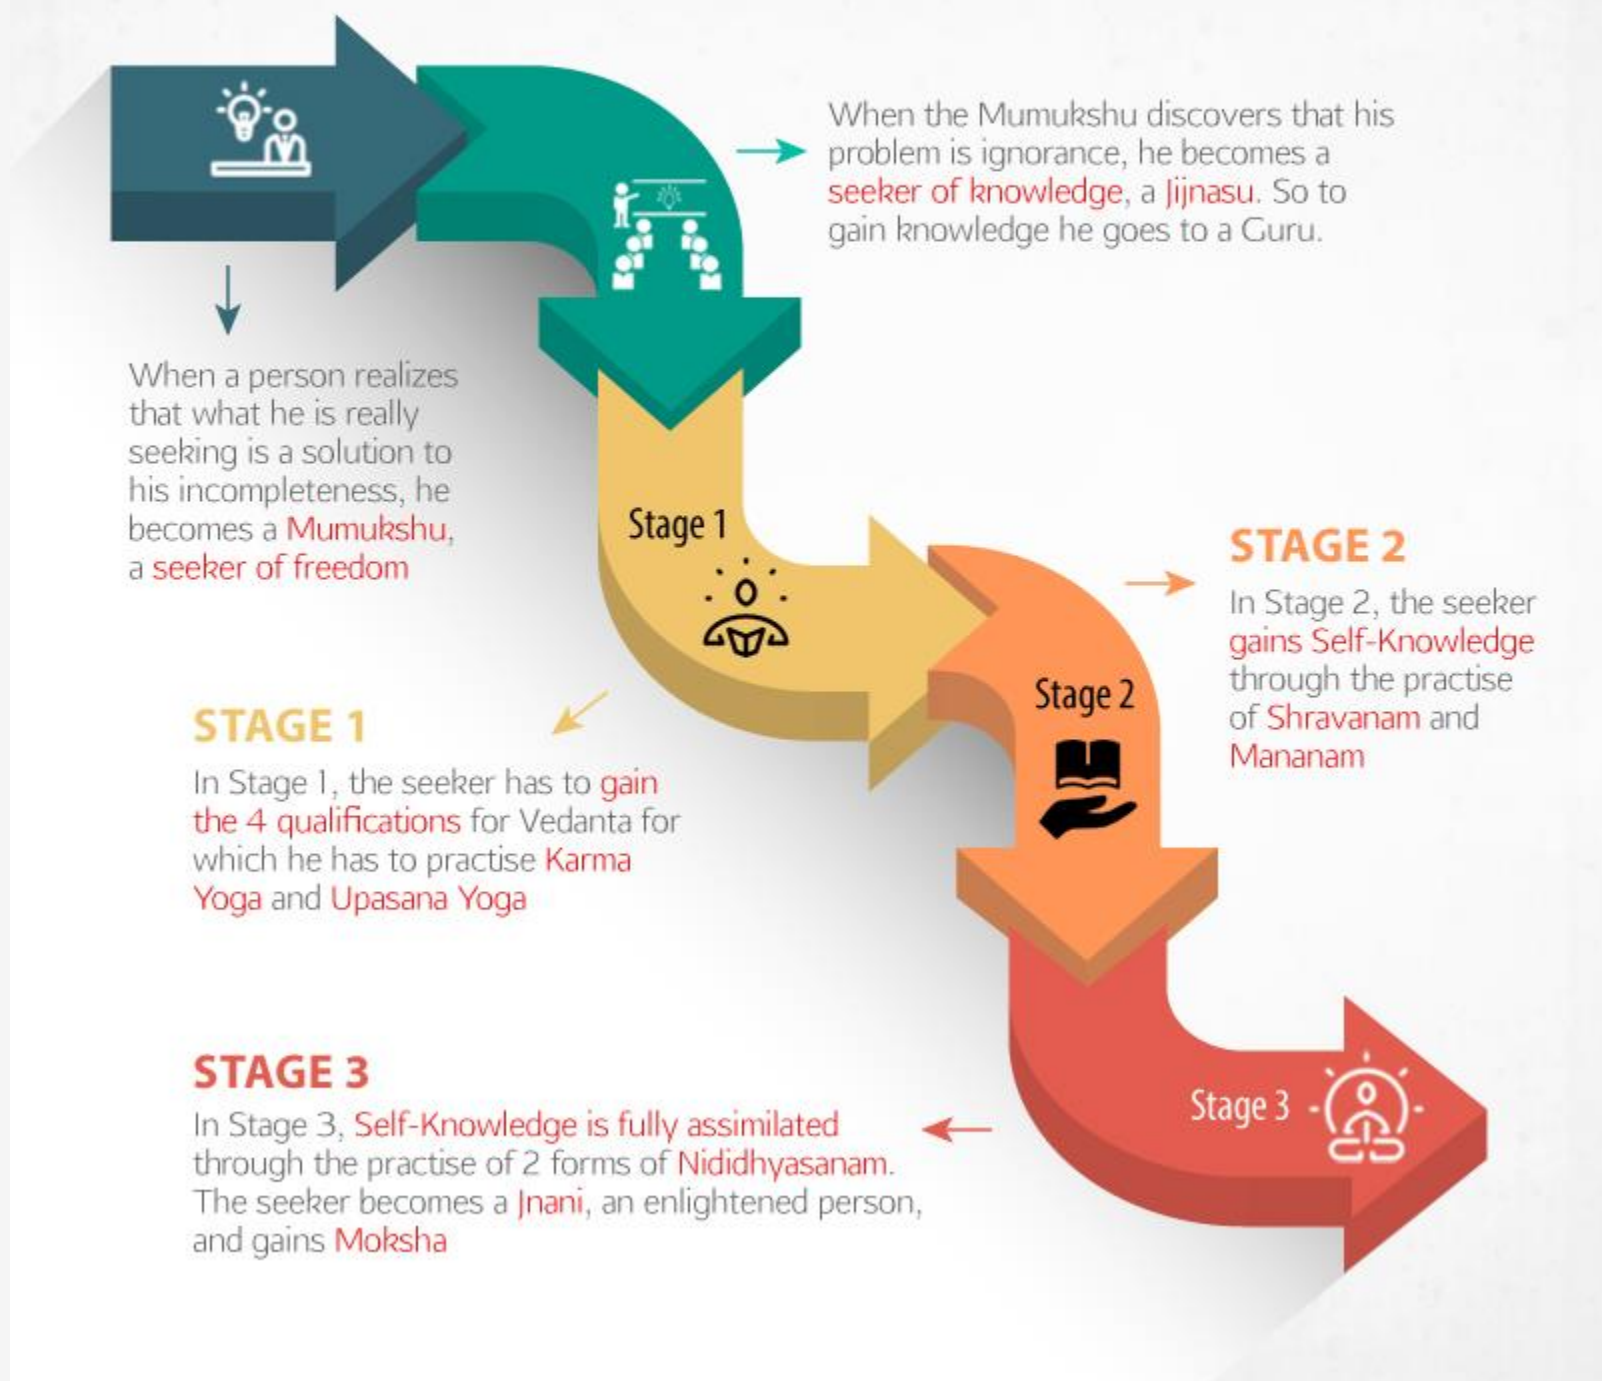 When a person realizes
that what he is really
seeking is a solution to
his incompleteness, he
becomes a Mumukshu,
a seeker of freedom
When the Mumukshu discovers that his
problem is ignorance, he becomes a
seeker of knowledge, a Jijnasu. So to
gain knowledge he goes to a Guru.
Stage 1
STAGE 1
In Stage 1, the seeker has to gain
the 4 qualifications for Vedanta for
which he has to practise Karma
Yoga and Upasana Yoga
Stage 2
STAGE 2
In Stage 2, the seeker
gains Self-Knowledge
through the practise
of Shravanam and
Mananam
Stage 3
STAGE 3
In Stage 3, Self-Knowledge is fully assimilated
through the practise of 2 forms of Nididhyasanam.
The seeker becomes a Jnani, an enlightened person,
and gains Moksha